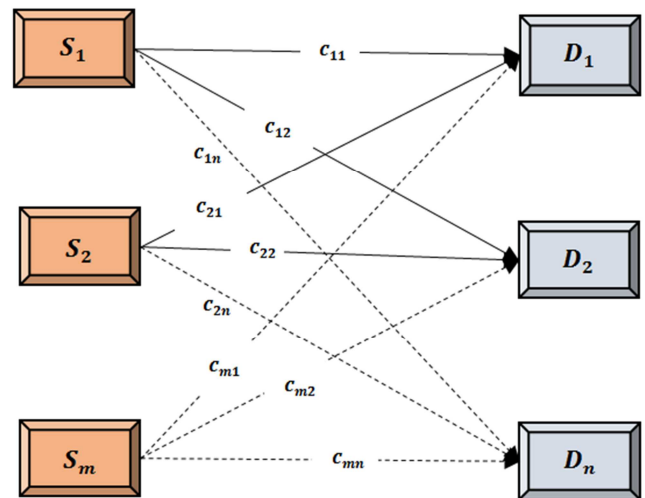 S₁
c₁₁
D₁
c₁₂
c₁ₙ
c₂₁
S₂
c₂₂
D₂
c₂ₙ
cₘ₁
cₘ₂
Sₘ
cₘₙ
Dₙ